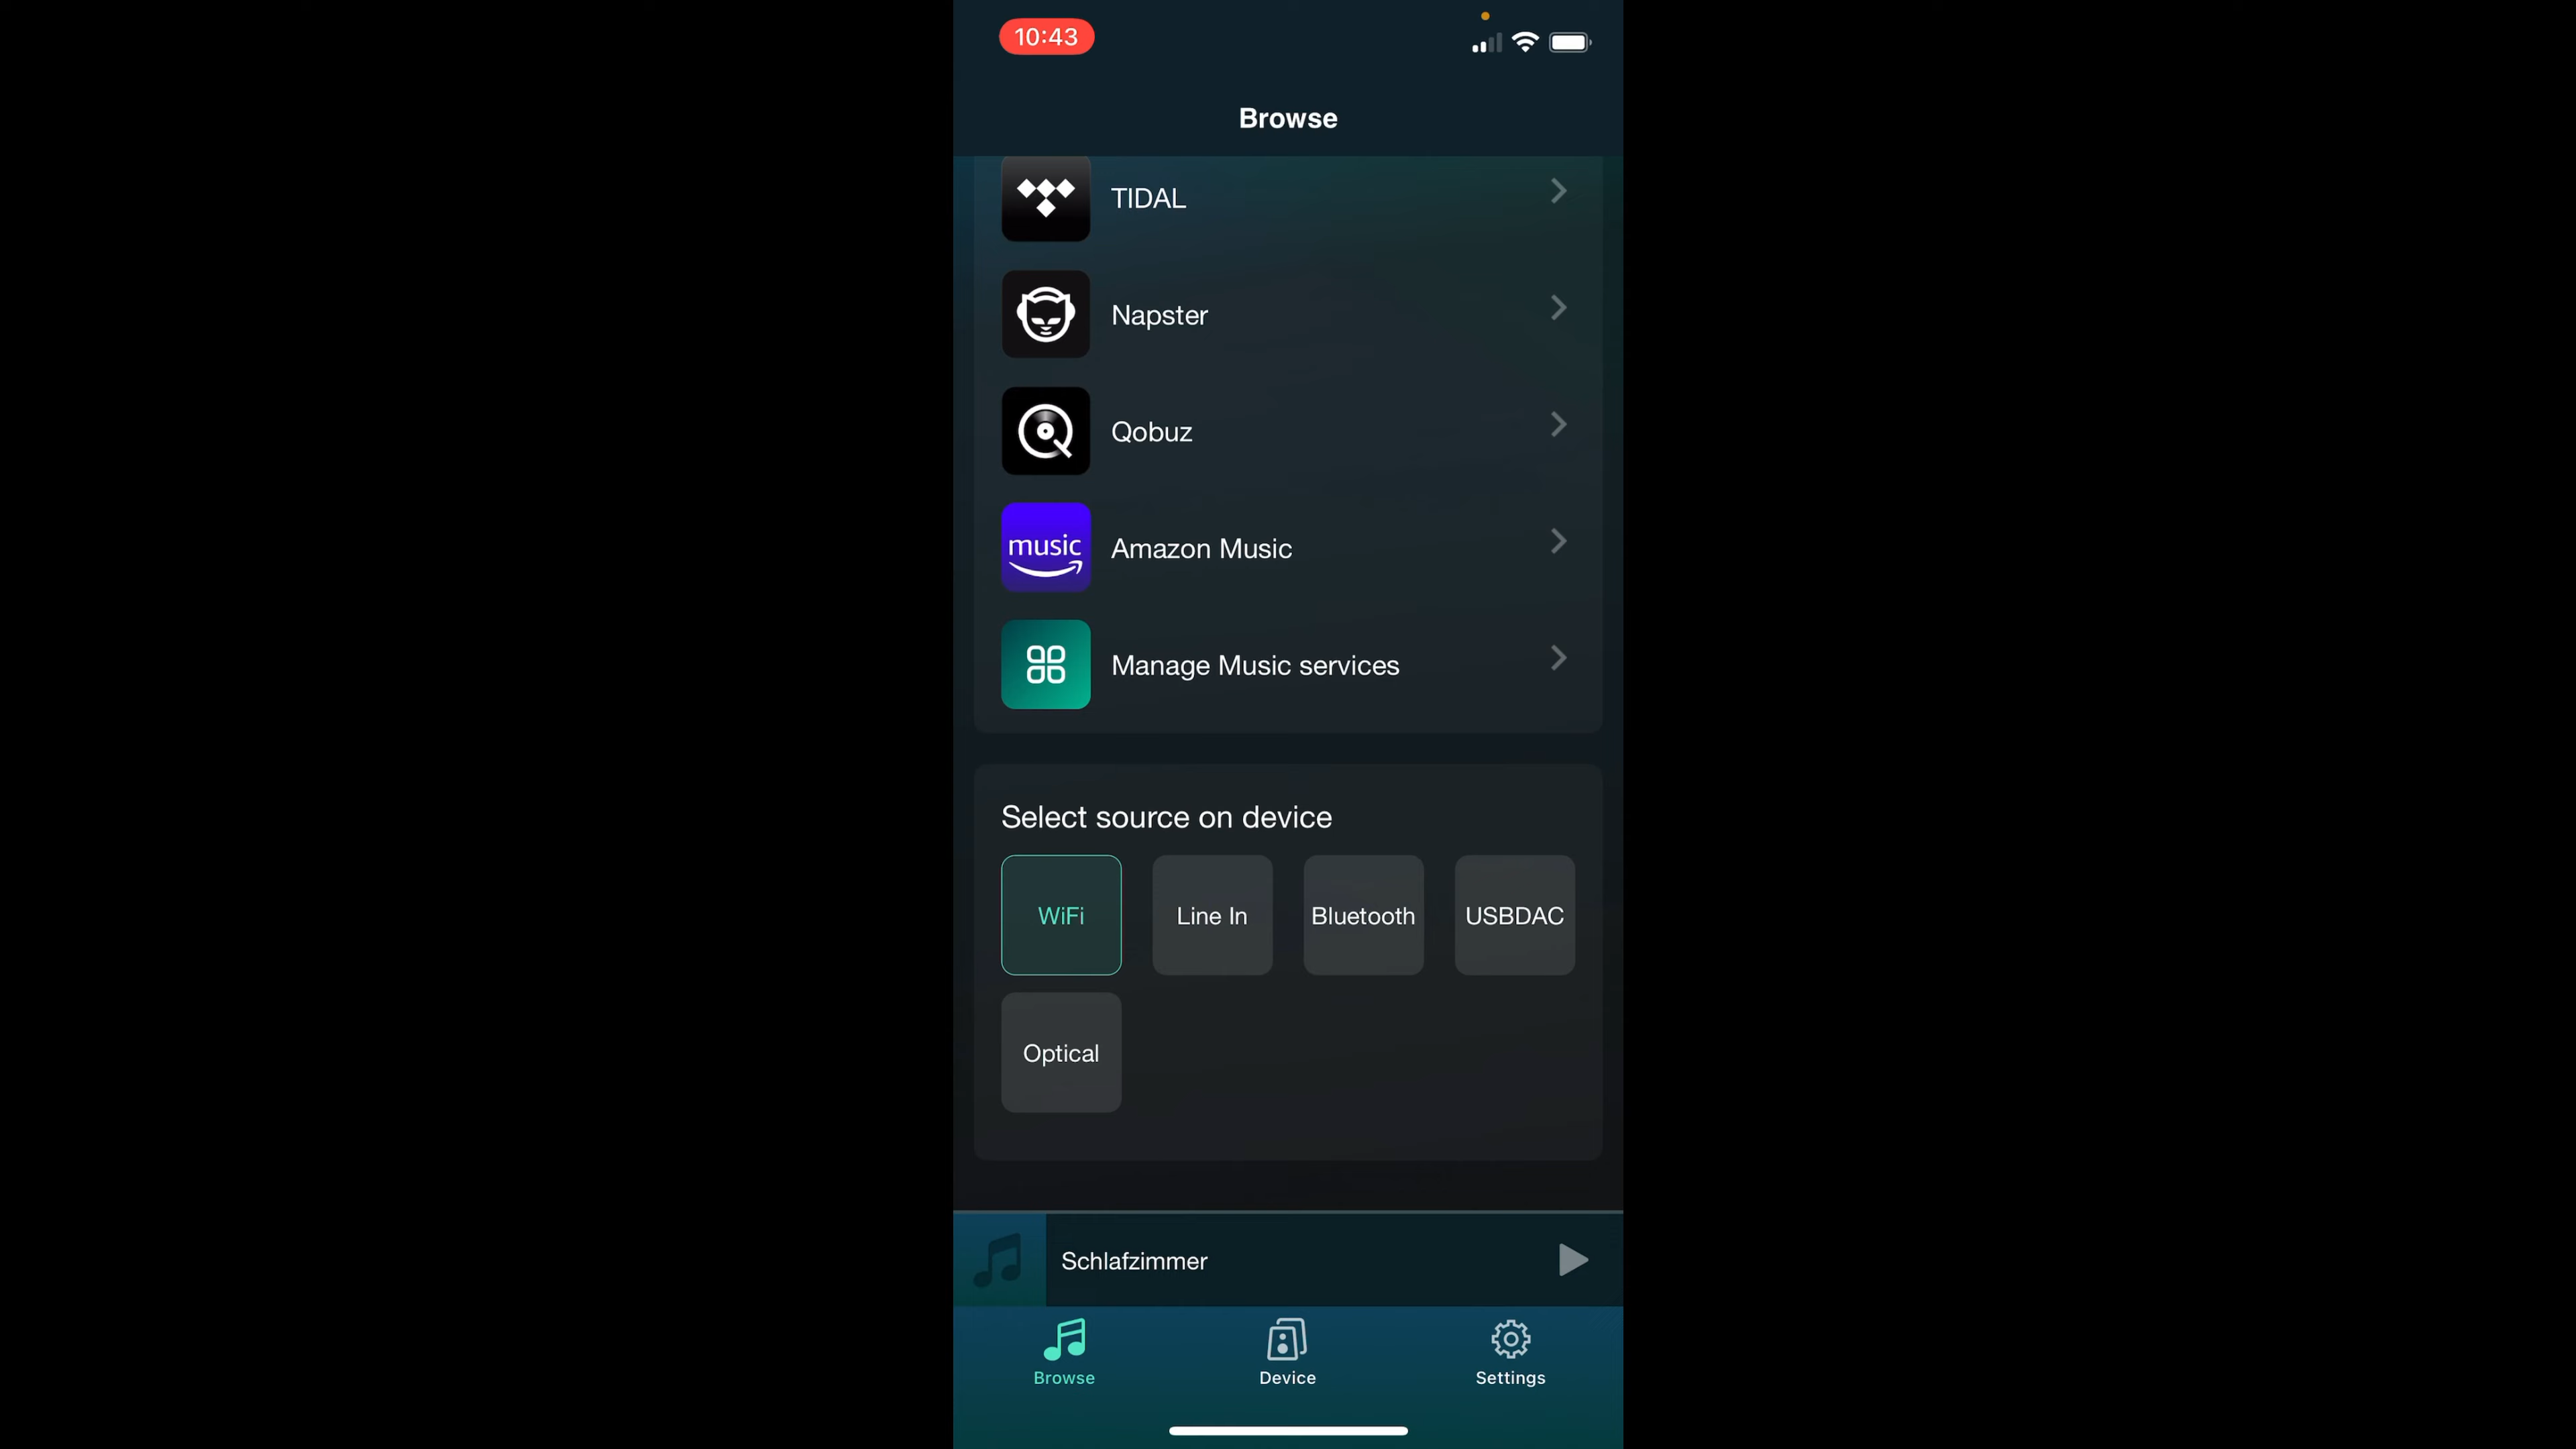 10:43
Browse
TIDAL
Napster
Qobuz
music
Amazon Music
Manage Music services
Select source on device
WiFi
Line In
Bluetooth
USBDAC
Optical
Schlafzimmer
Browse
Device
Settings